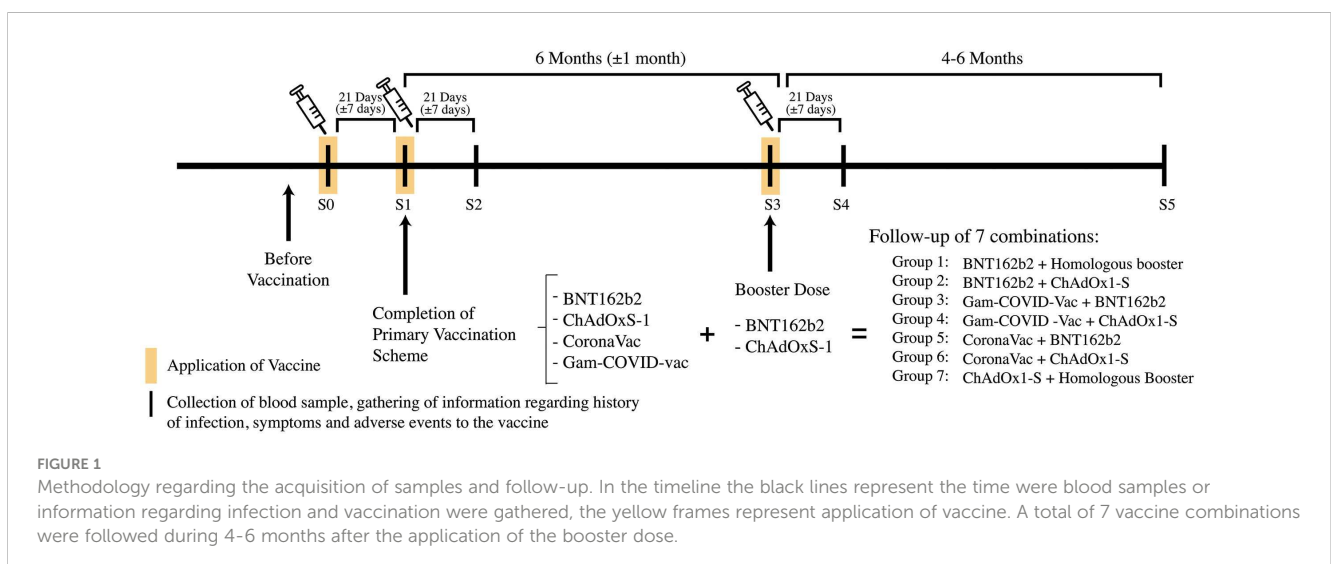 6 Months (±1 month)
4-6 Months
21 Days
(±7 days)
21 Days
(±7 days)
21 Days
(±7 days)
S0
S1
S2
S3
S4
S5
Before
Vaccination
Completion of
Primary Vaccination
Scheme
- BNT162b2
- ChAdOxS-1
- CoronaVac
- Gam-COVID-vac
+
Booster Dose
- BNT162b2
- ChAdOxS-1
=
Follow-up of 7 combinations:
Group 1: BNT162b2 + Homologous booster
Group 2: BNT162b2 + ChAdOx1-S
Group 3: Gam-COVID-Vac + BNT162b2
Group 4: Gam-COVID -Vac + ChAdOx1-S
Group 5: CoronaVac + BNT162b2
Group 6: CoronaVac + ChAdOx1-S
Group 7: ChAdOx1-S + Homologous Booster
Application of Vaccine
Collection of blood sample, gathering of information regarding history
of infection, symptoms and adverse events to the vaccine
FIGURE 1
Methodology regarding the acquisition of samples and follow-up. In the timeline the black lines represent the time were blood samples or
information regarding infection and vaccination were gathered, the yellow frames represent application of vaccine. A total of 7 vaccine combinations
were followed during 4-6 months after the application of the booster dose.